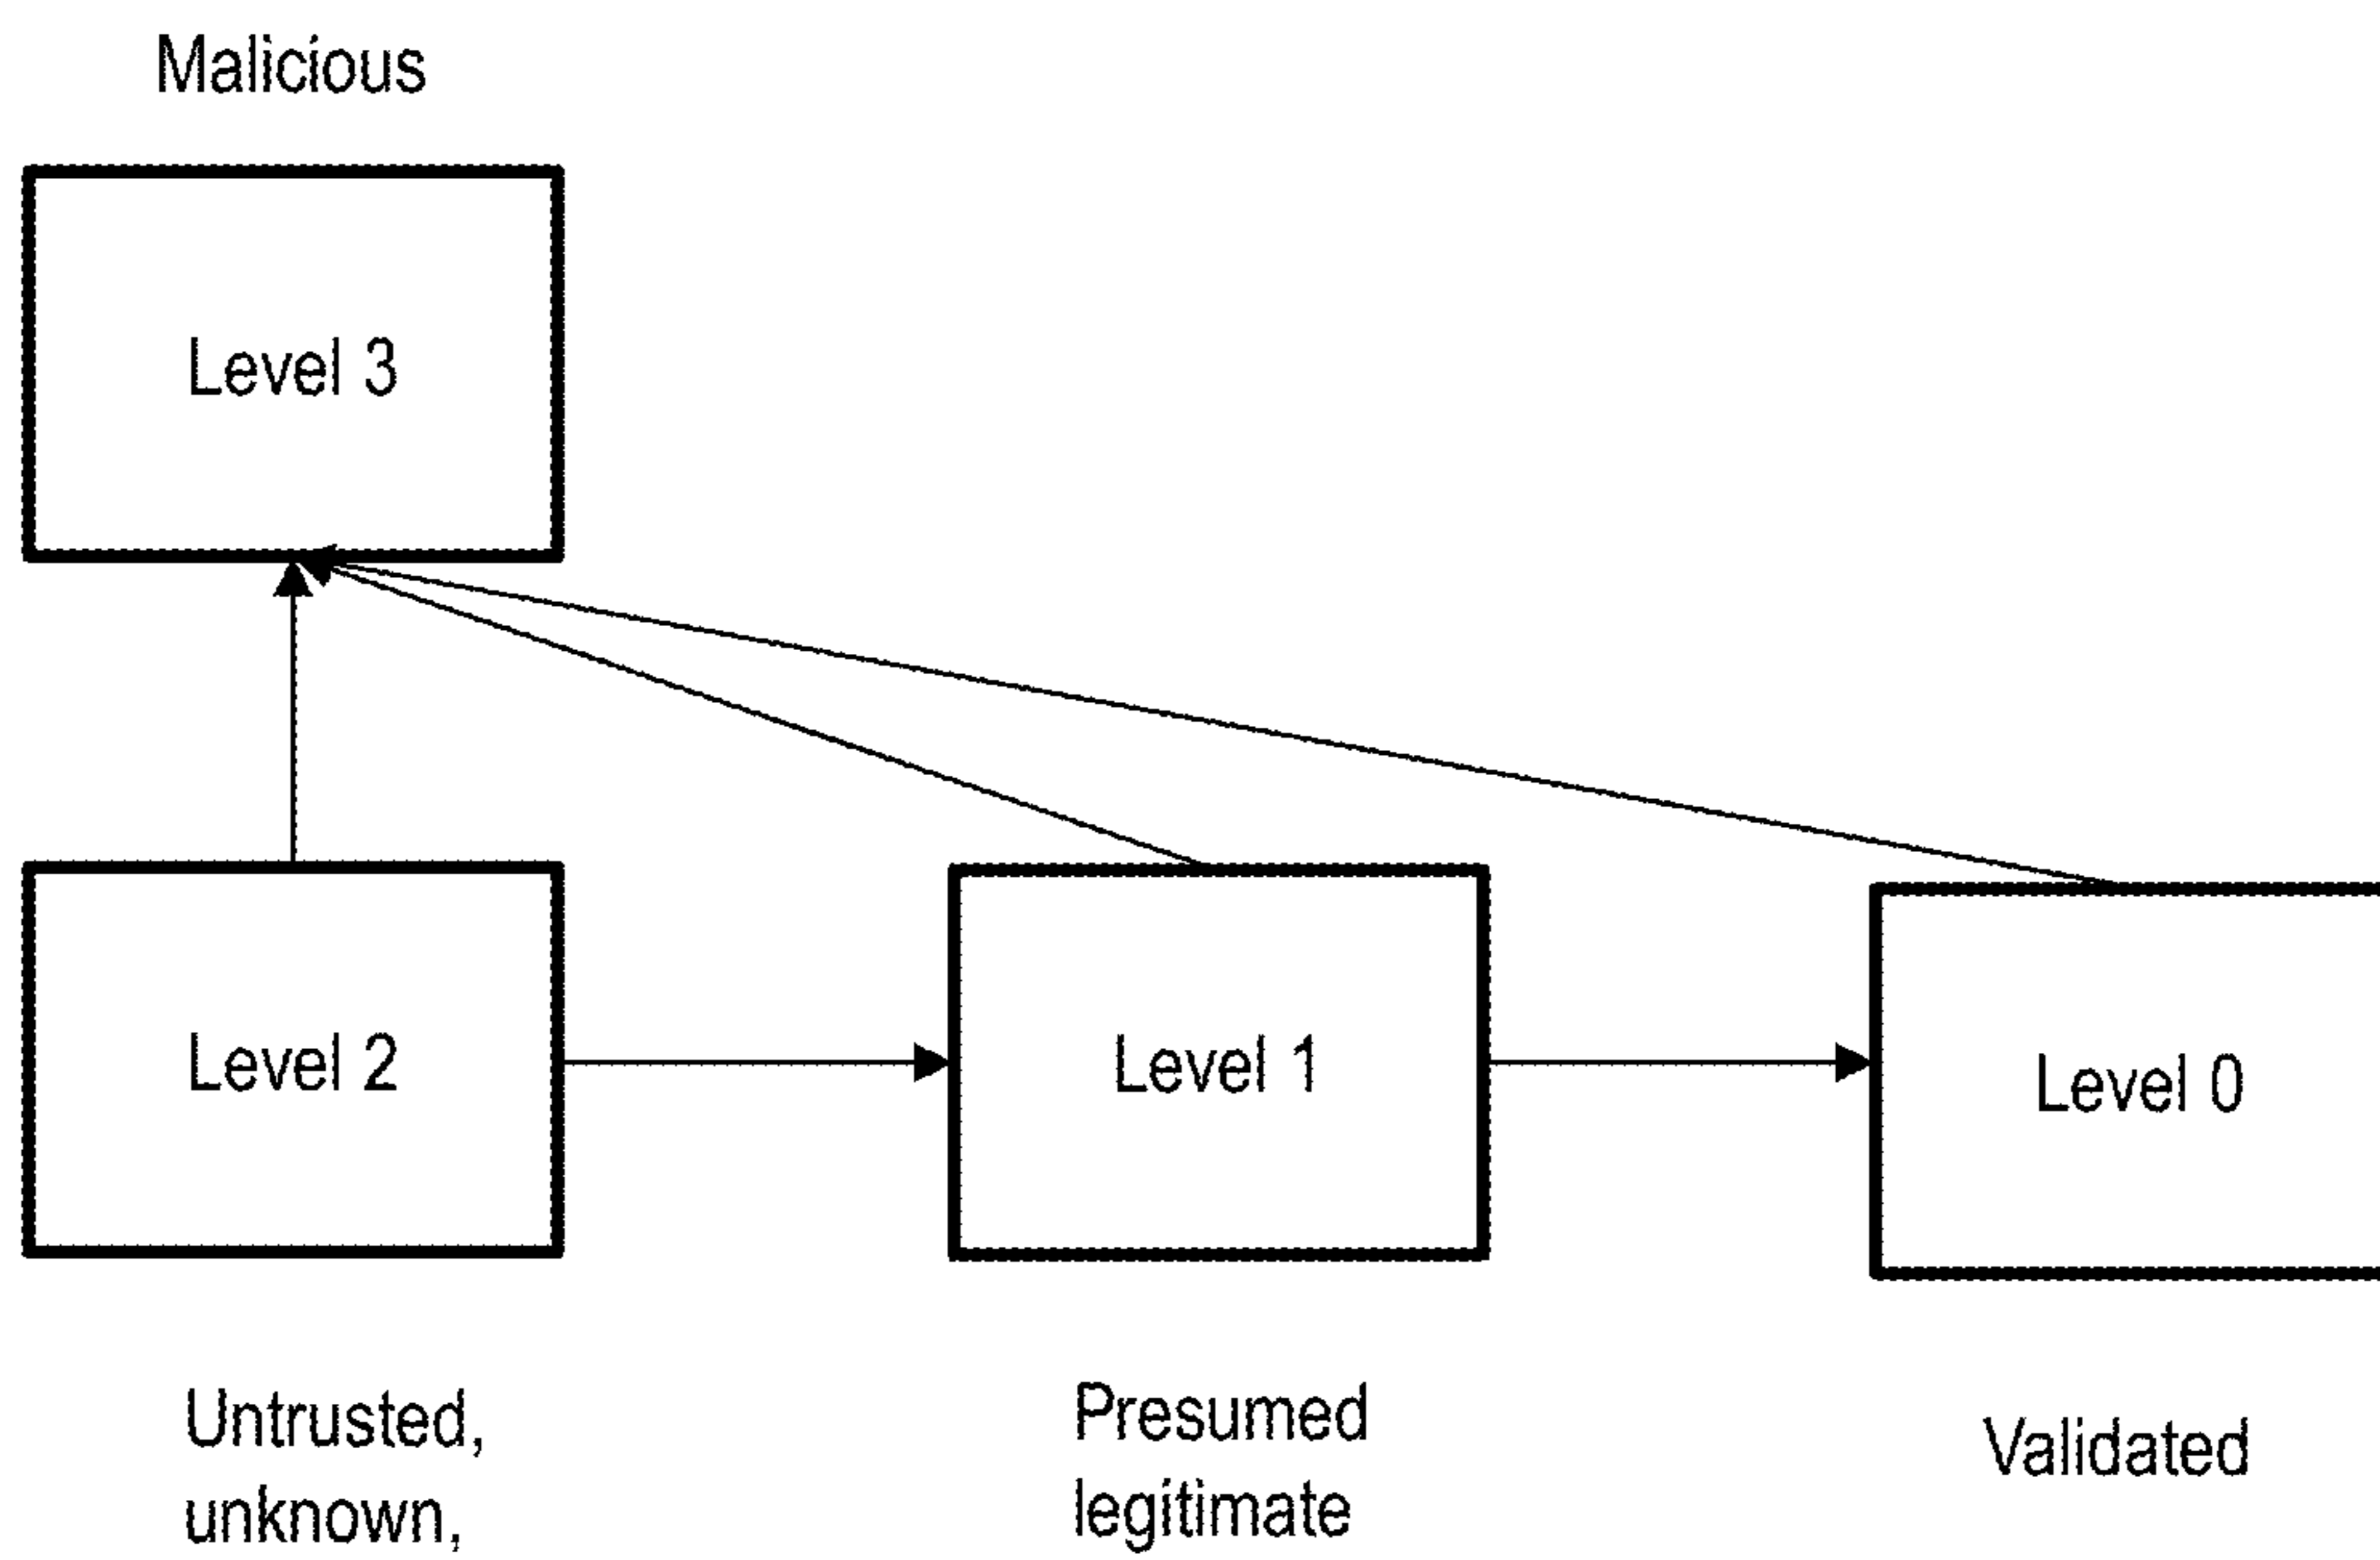 Malicious
Level 3
Level 2
Level 1
Level 0
Untrusted,
unknown,
Presumed
legitimate
Validated